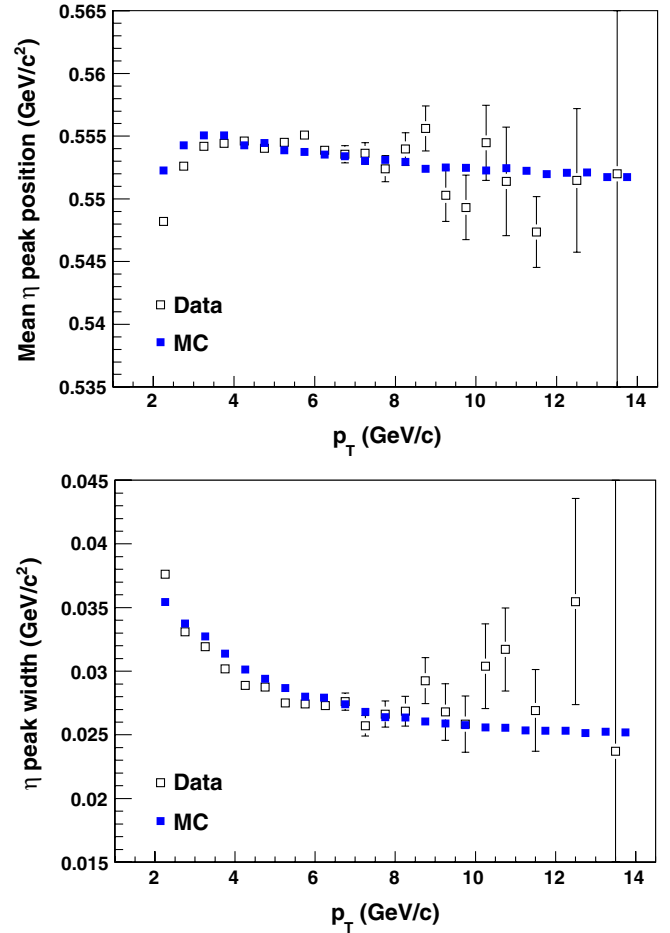 0.565
0.56
0.555
0.55
0.545
0.54
0.535
Mean η peak position (GeV/c²)
Data
MC
2 4 6 8 10 12 14
p_T (GeV/c)
0.045
0.04
0.035
0.03
0.025
0.02
0.015
η peak width (GeV/c²)
Data
MC
2 4 6 8 10 12 14
p_T (GeV/c)